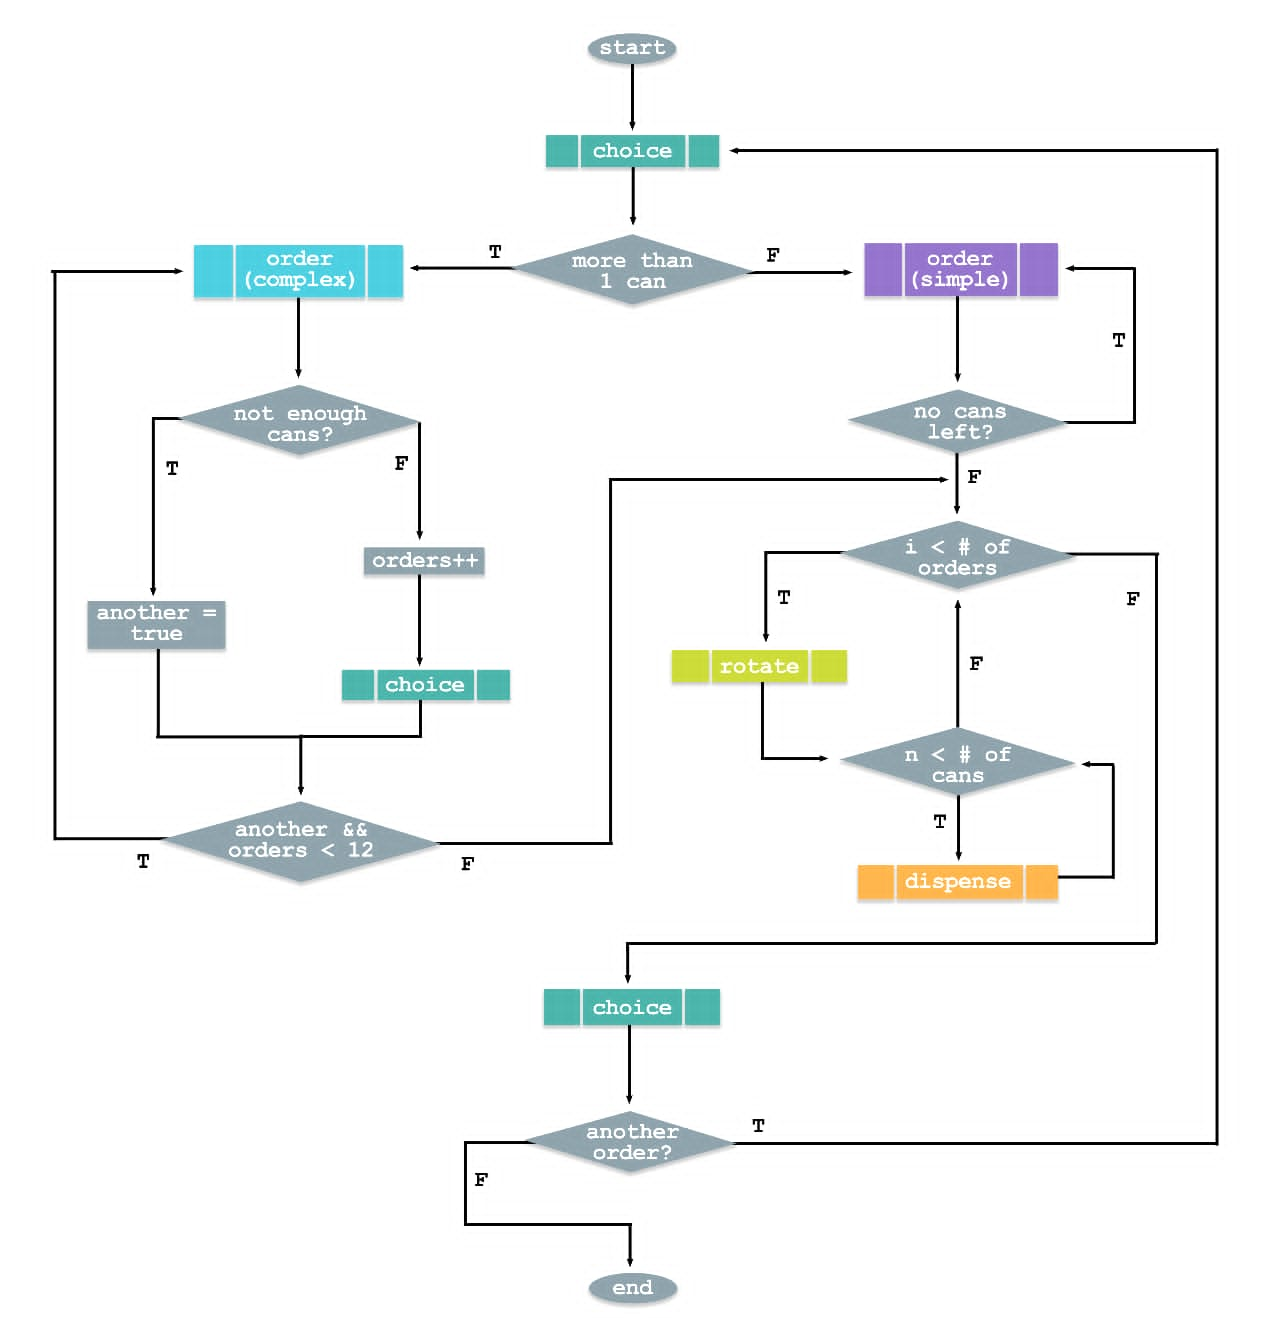 start
choice
more than
1 can
T
F
order
(complex)
order
(simple)
T
not enough
cans?
no cans
left?
T
F
F
orders++
i < # of
orders
another =
true
T
F
rotate
choice
F
n < # of
cans
T
another &&
orders < 12
T
F
dispense
choice
another
order?
T
F
end